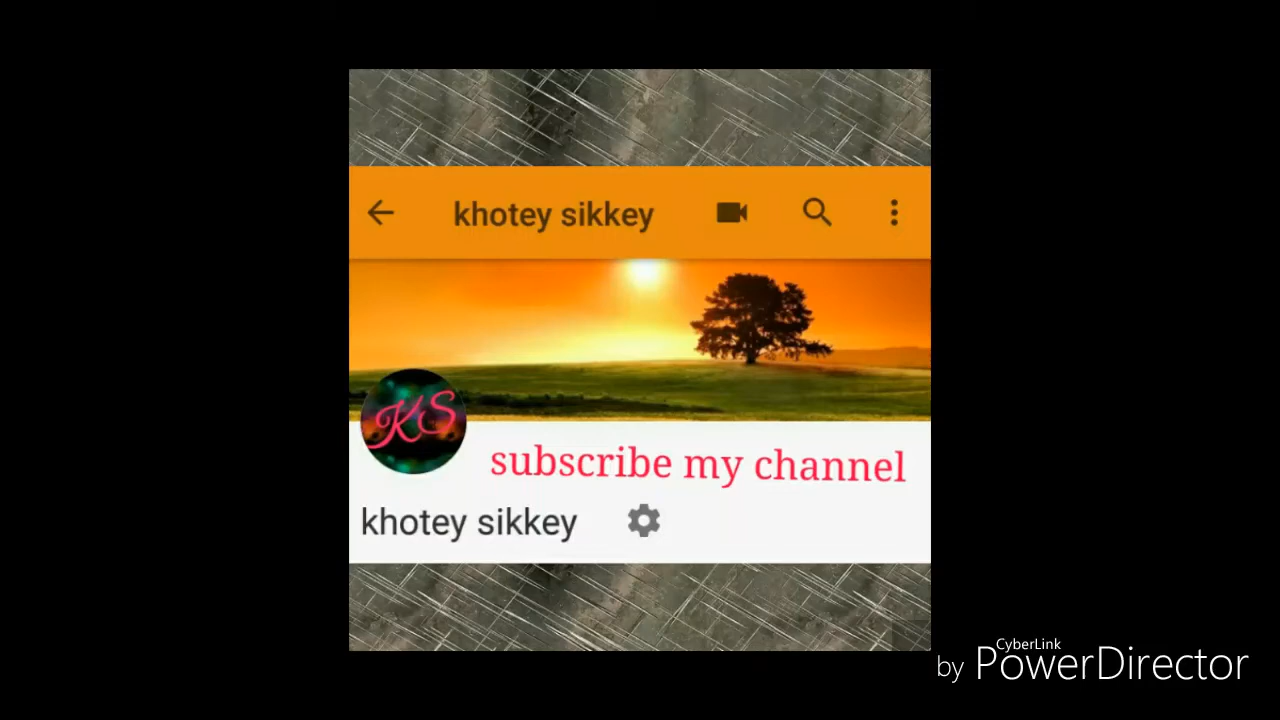 khotey sikkey
KS
subscribe my channel
khotey sikkey
CyberLink
by PowerDirector